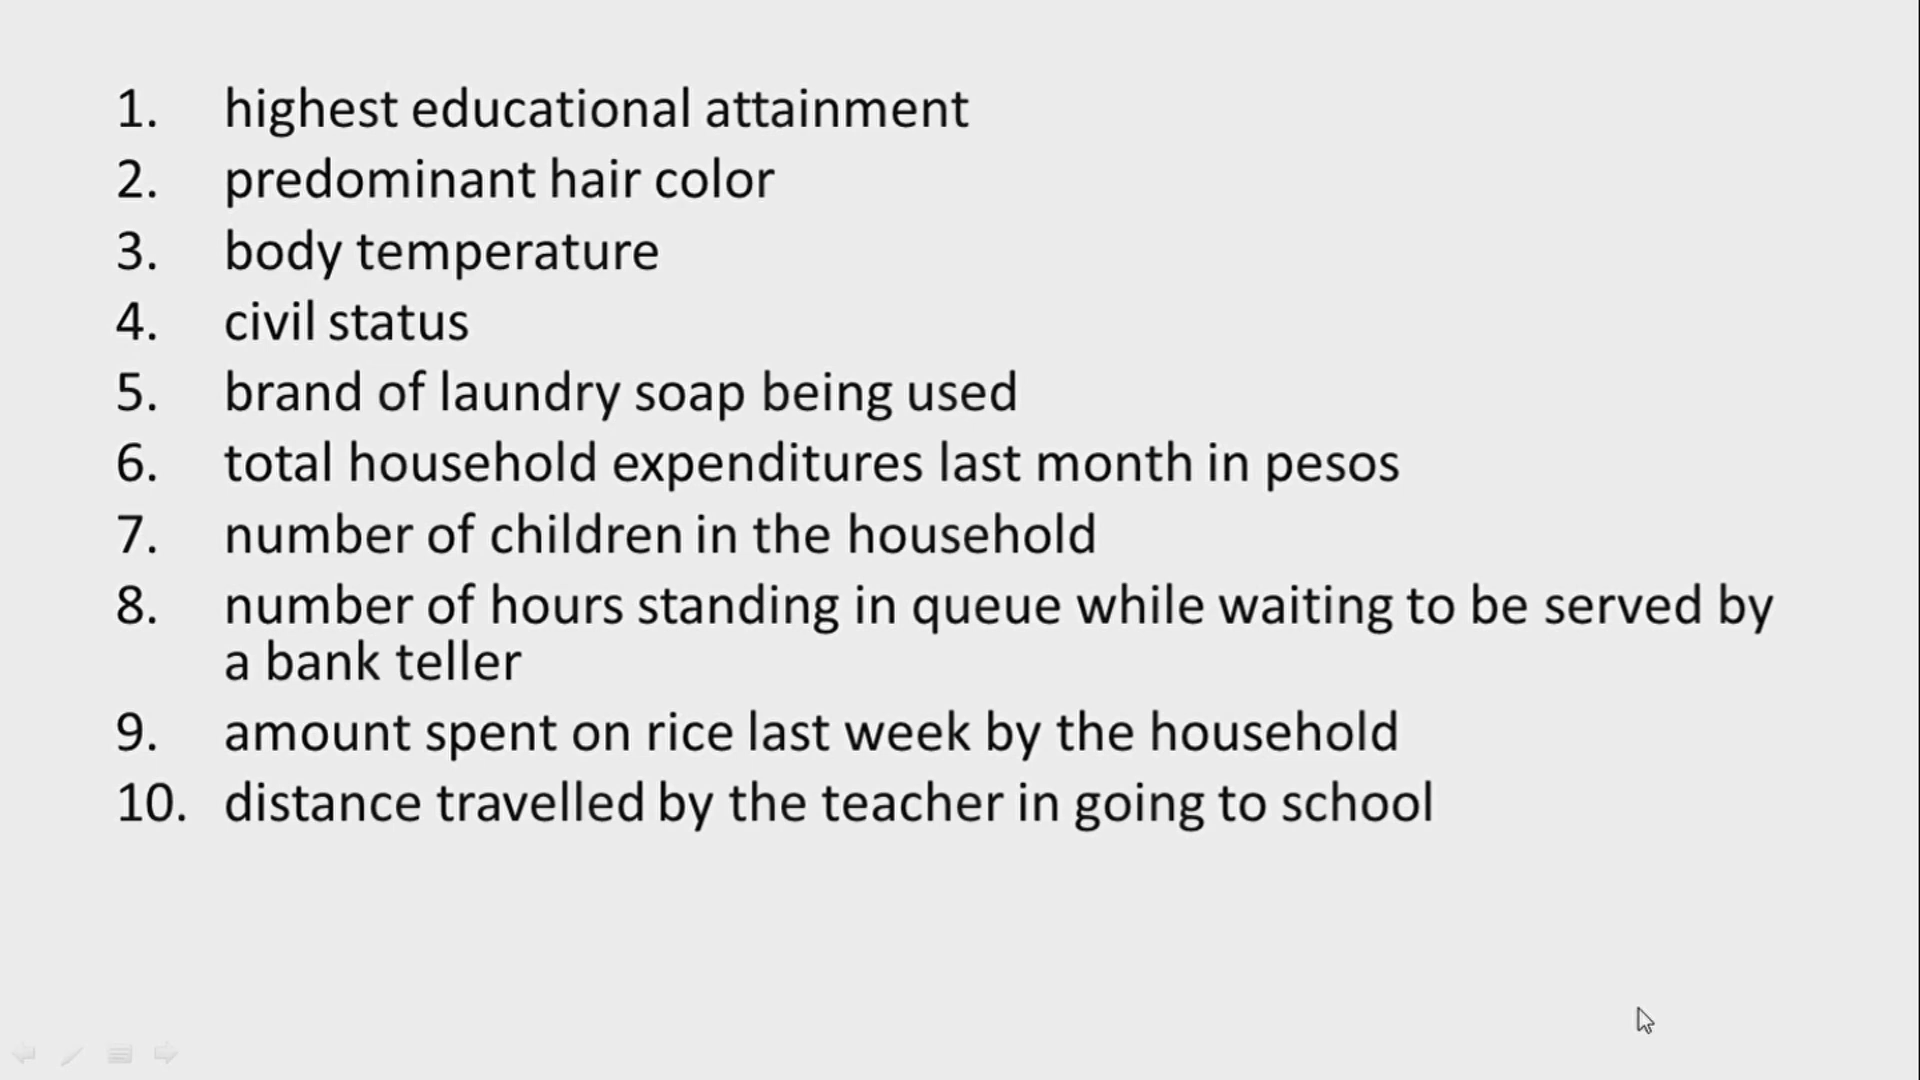 1. highest educational attainment
2. predominant hair color
3. body temperature
4. civil status
5. brand of laundry soap being used
6. total household expenditures last month in pesos
7. number of children in the household
8. number of hours standing in queue while waiting to be served by
a bank teller
9. amount spent on rice last week by the household
10. distance travelled by the teacher in going to school